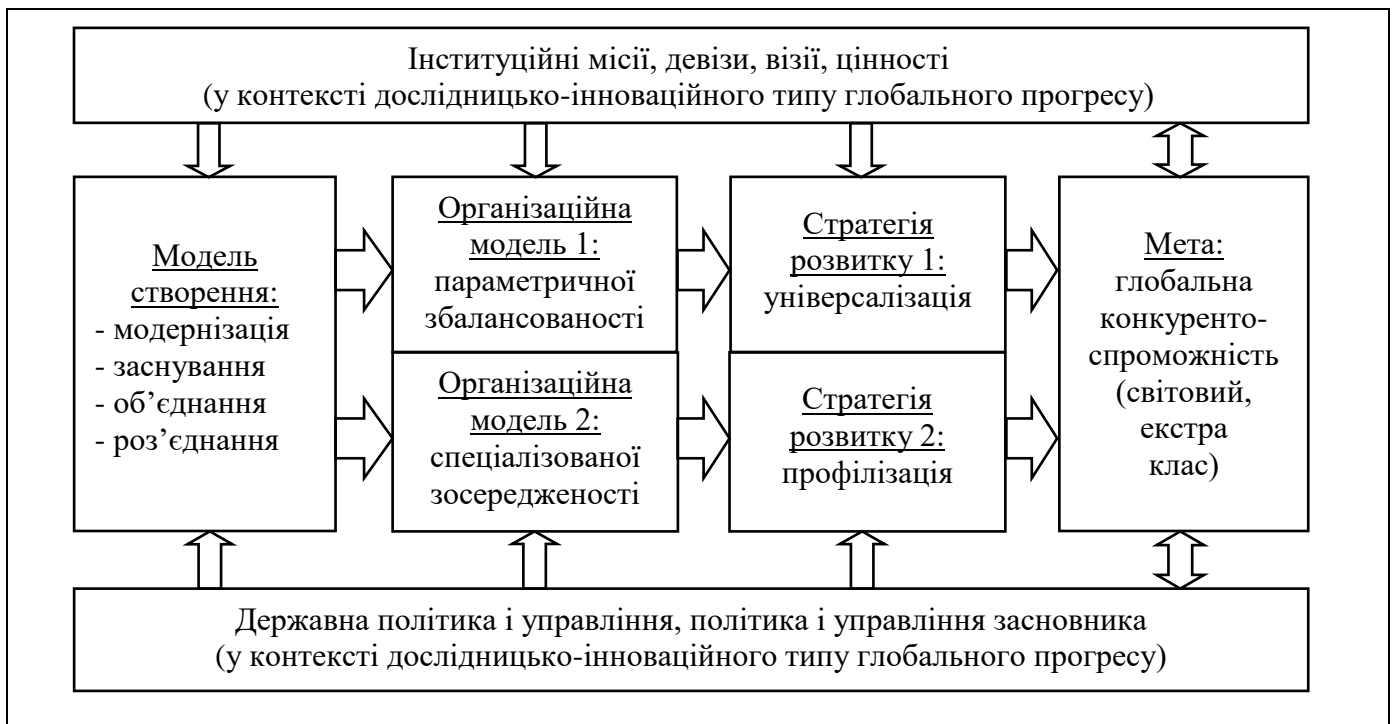 Інституційні місії, девізи, візії, цінності
(у контексті дослідницько-інноваційного типу глобального прогресу)
Модель
створення:
- модернізація
- заснування
- об’єднання
- роз’єднання
Організаційна
модель 1:
параметричної
збалансованості
Організаційна
модель 2:
спеціалізованої
зосередженості
Стратегія
розвитку 1:
універсалізація
Стратегія
розвитку 2:
профілізація
Мета:
глобальна
конкуренто-
спроможність
(світовий,
екстра
клас)
Державна політика і управління, політика і управління засновника
(у контексті дослідницько-інноваційного типу глобального прогресу)